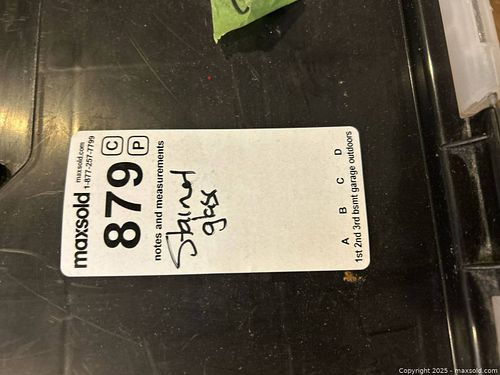 maxsold
maxsold.com
1-877-257-7799
879
C
P
notes and measurements
Stained
glass
A B C D
1st 2nd 3rd bsmt garage outdoors
Copyright © 2025 - maxsold.com